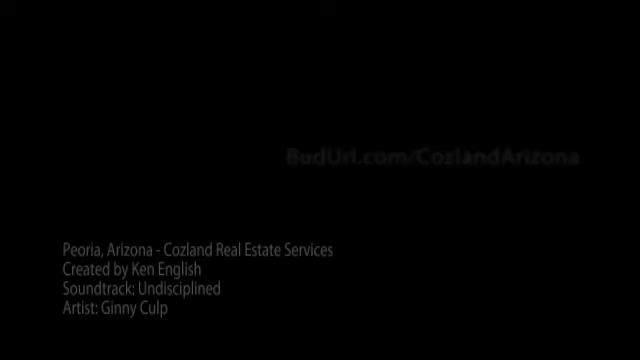 BudUrl.com/CozlandArizona
Peoria, Arizona - Cozland Real Estate Services
Created by Ken English
Soundtrack: Undisciplined
Artist: Ginny Culp